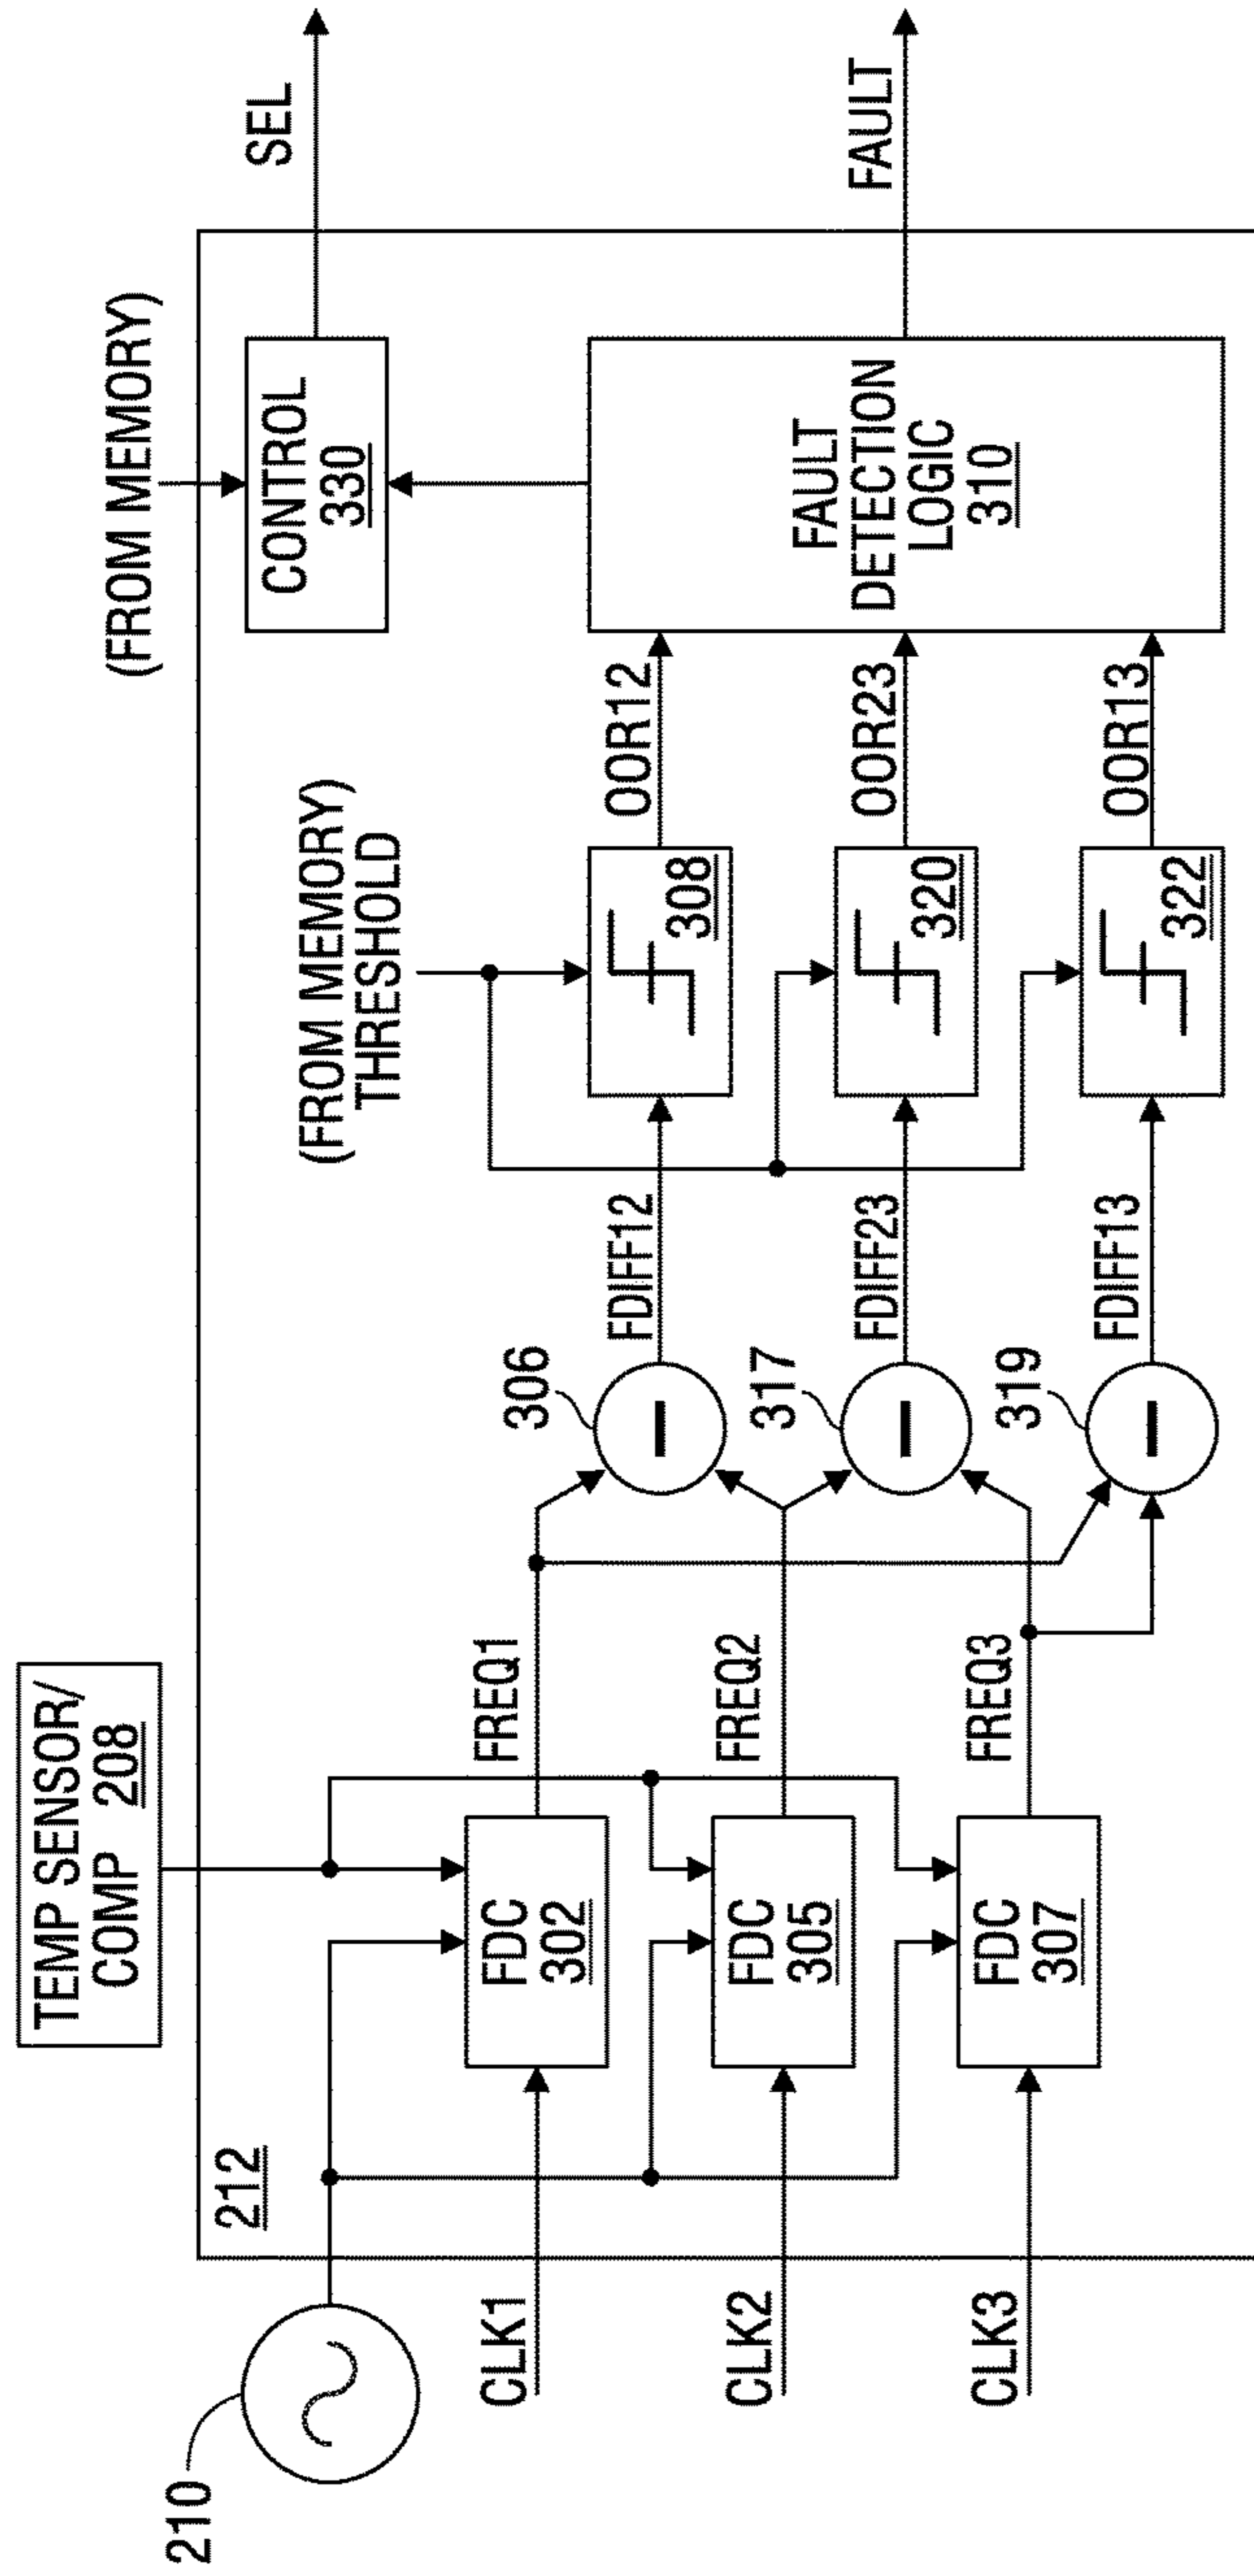 210
212
TEMP SENSOR/
COMP 208
CLK1
CLK2
CLK3
FDC
302
FDC
305
FDC
307
FREQ1
FREQ2
FREQ3
306
317
319
FDIFF12
FDIFF23
FDIFF13
(FROM MEMORY)
THRESHOLD
308
320
322
OOR12
OOR23
OOR13
(FROM MEMORY)
CONTROL
330
FAULT
DETECTION
LOGIC
310
SEL
FAULT